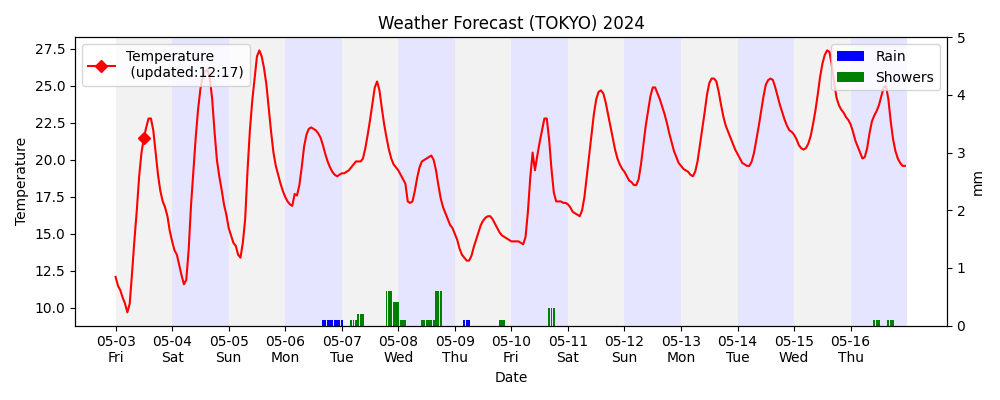 Weather Forecast (TOKYO) 2024
Temperature
(updated:12:17)
Rain
Showers
Temperature
27.5
25.0
22.5
20.0
17.5
15.0
12.5
10.0
5
4
3
2
1
0
mm
05-03 05-04 05-05 05-06 05-07 05-08 05-09 05-10 05-11 05-12 05-13 05-14 05-15 05-16
Fri Sat Sun Mon Tue Wed Thu Fri Sat Sun Mon Tue Wed Thu
Date